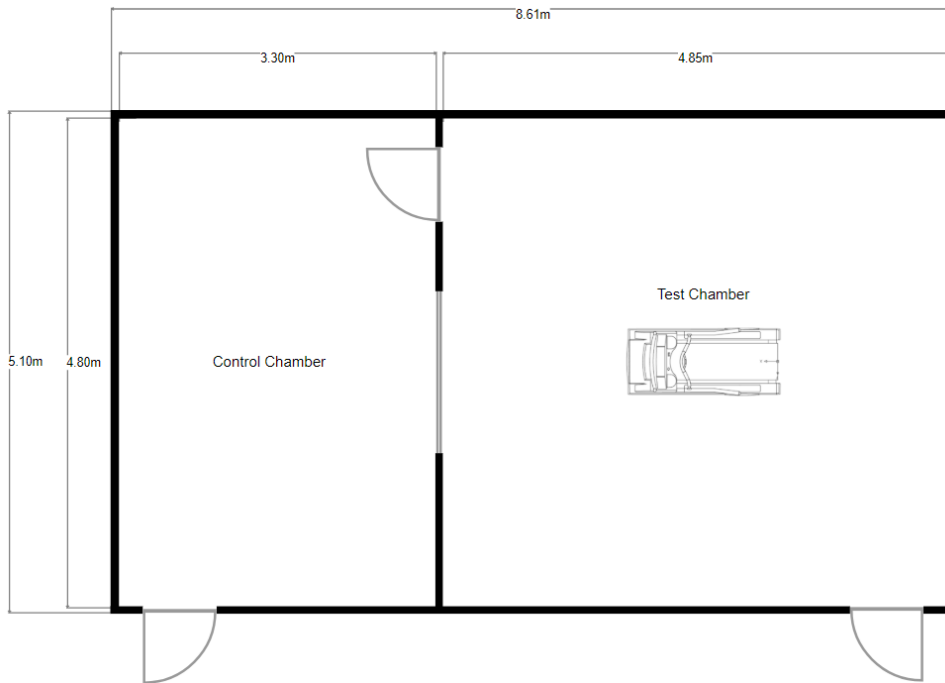 8.61m
3.30m
4.85m
Test Chamber
5.10m
4.80m
Control Chamber